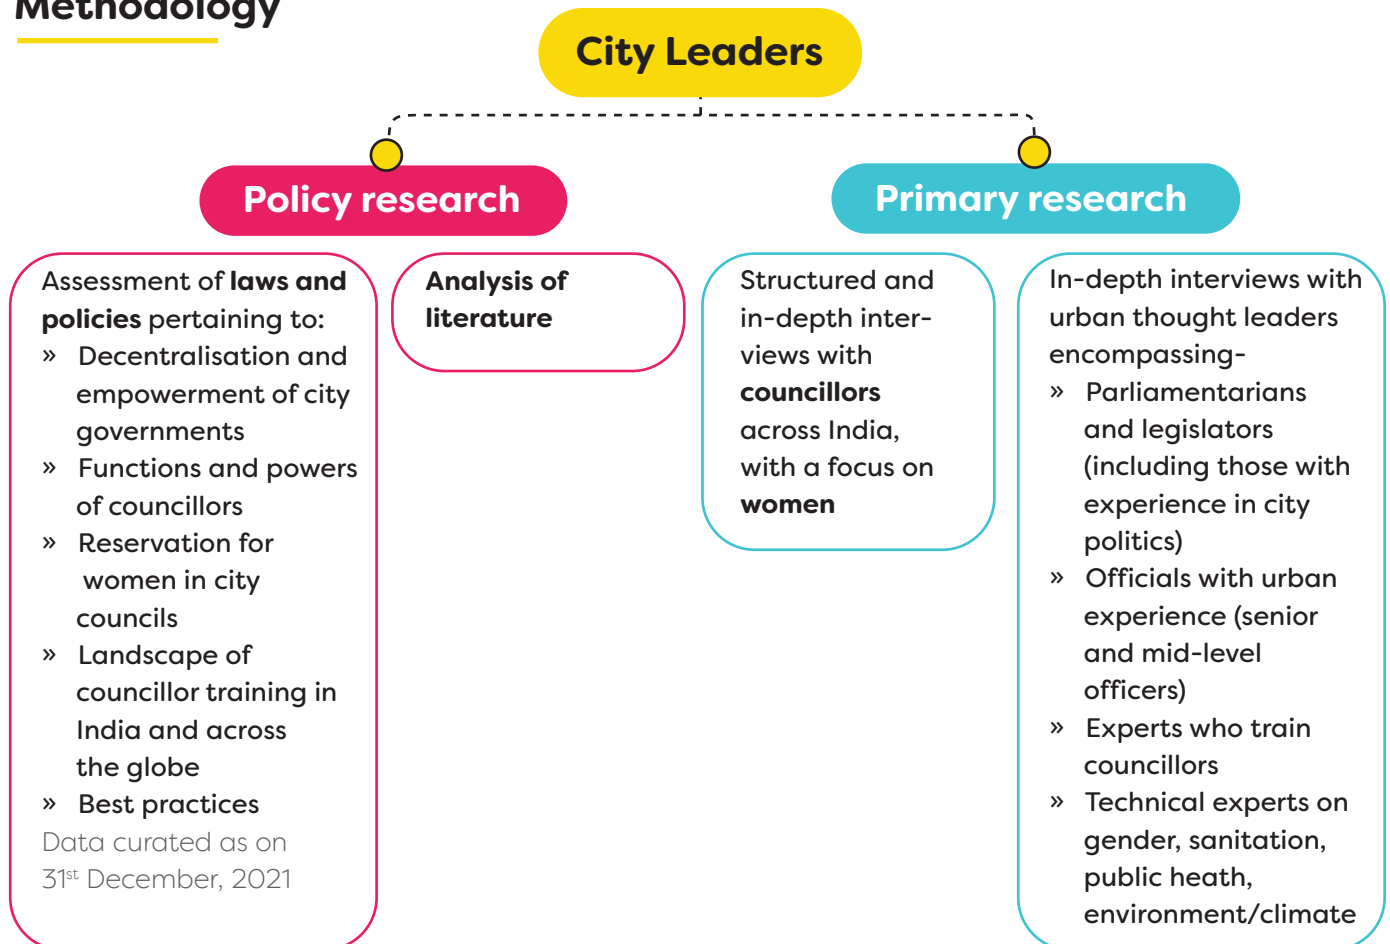 Methodology
City Leaders
Policy research
Assessment of laws and
policies pertaining to:
» Decentralisation and
empowerment of city
governments
» Functions and powers
of councillors
» Reservation for
women in city
councils
» Landscape of
councillor training in
India and across
the globe
» Best practices
Data curated as on
31st December, 2021
Analysis of
literature
Primary research
Structured and
in-depth inter-
views with
councillors
across India,
with a focus on
women
In-depth interviews with
urban thought leaders
encompassing-
» Parliamentarians
and legislators
(including those with
experience in city
politics)
» Officials with urban
experience (senior
and mid-level
officers)
» Experts who train
councillors
» Technical experts on
gender, sanitation,
public heath,
environment/climate